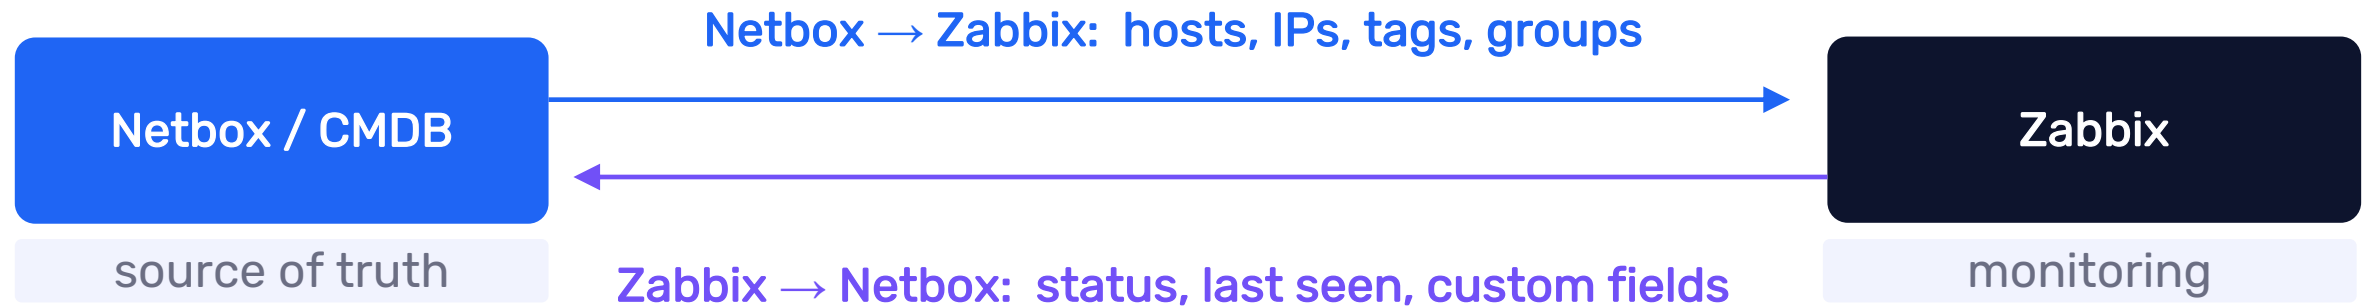 Netbox → Zabbix: hosts, IPs, tags, groups
Netbox / CMDB
Zabbix
source of truth
Zabbix → Netbox: status, last seen, custom fields
monitoring